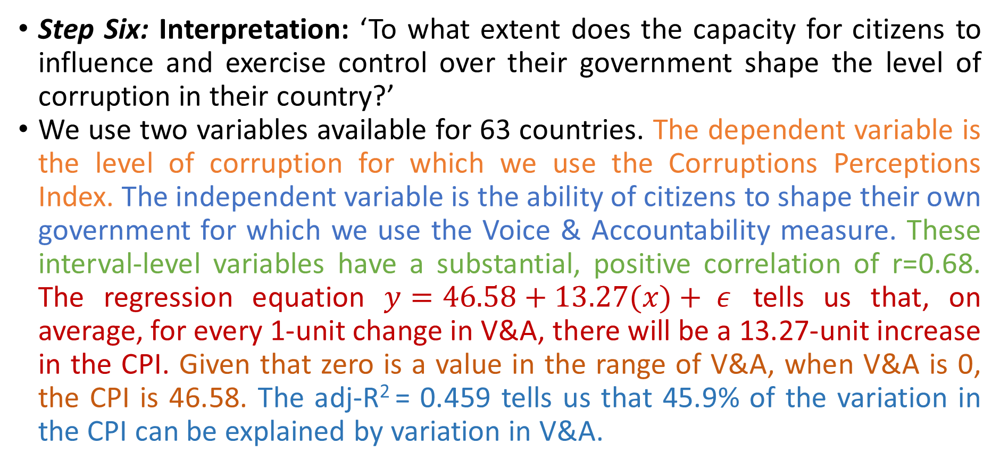 • Step Six: Interpretation: ‘To what extent does the capacity for citizens to
influence and exercise control over their government shape the level of
corruption in their country?’
• We use two variables available for 63 countries. The dependent variable is
the level of corruption for which we use the Corruptions Perceptions
Index. The independent variable is the ability of citizens to shape their own
government for which we use the Voice & Accountability measure. These
interval-level variables have a substantial, positive correlation of r=0.68.
The regression equation y = 46.58 + 13.27(x) + ϵ tells us that, on
average, for every 1-unit change in V&A, there will be a 13.27-unit increase
in the CPI. Given that zero is a value in the range of V&A, when V&A is 0,
the CPI is 46.58. The adj-R² = 0.459 tells us that 45.9% of the variation in
the CPI can be explained by variation in V&A.